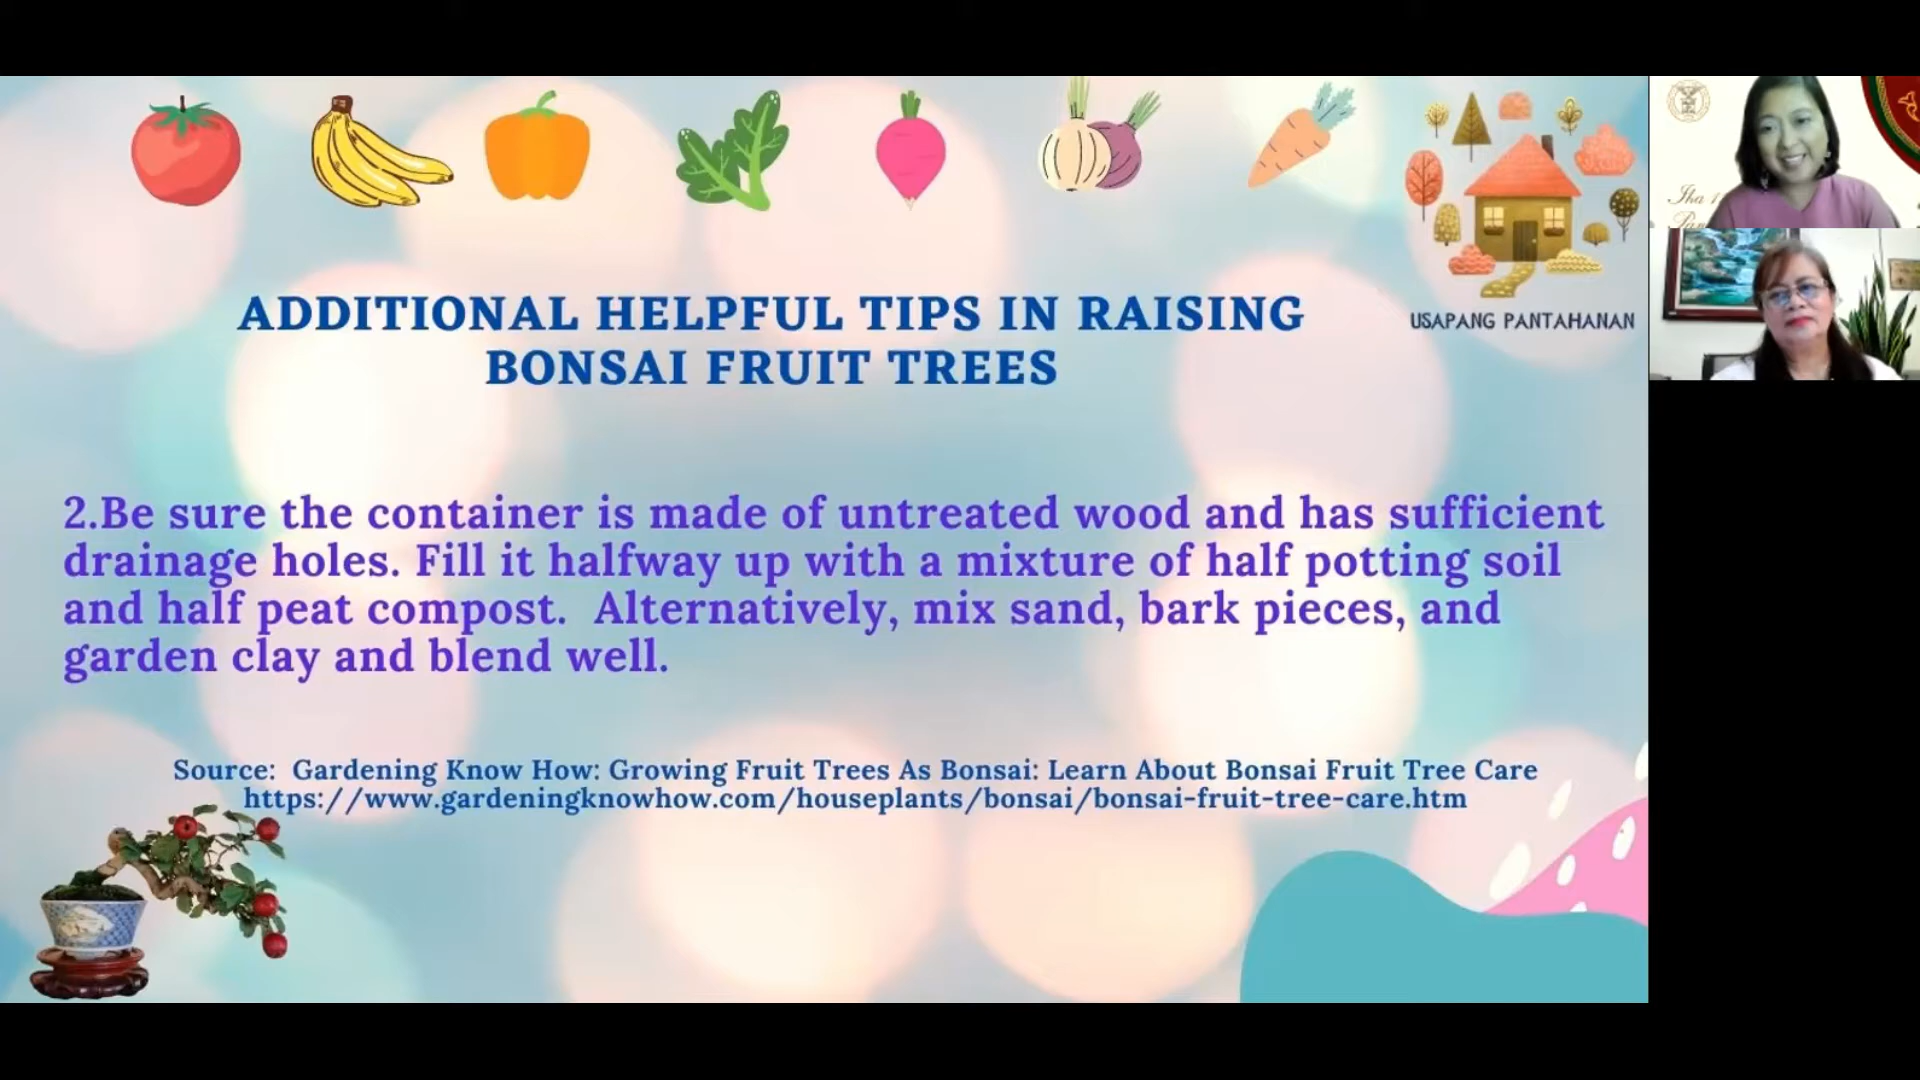 USAPANG PANTAHANAN
ADDITIONAL HELPFUL TIPS IN RAISING
BONSAI FRUIT TREES
2.Be sure the container is made of untreated wood and has sufficient
drainage holes. Fill it halfway up with a mixture of half potting soil
and half peat compost.  Alternatively, mix sand, bark pieces, and
garden clay and blend well.
Source:  Gardening Know How: Growing Fruit Trees As Bonsai: Learn About Bonsai Fruit Tree Care
https://www.gardeningknowhow.com/houseplants/bonsai/bonsai-fruit-tree-care.htm